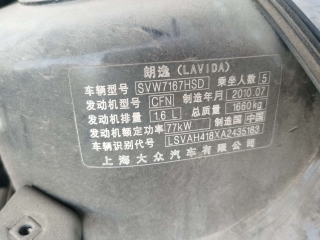 朗逸 (LAVIDA)
车辆型号 SVW7167HSD 乘坐人数 5
发动机型号 CFN 制造年月 2010.07
发动机排量 1.6 L 总质量 1660kg
发动机额定功率 77kW 制造国 中国
车辆识别代号 LSVAH418XA2435183
上海大众汽车有限公司